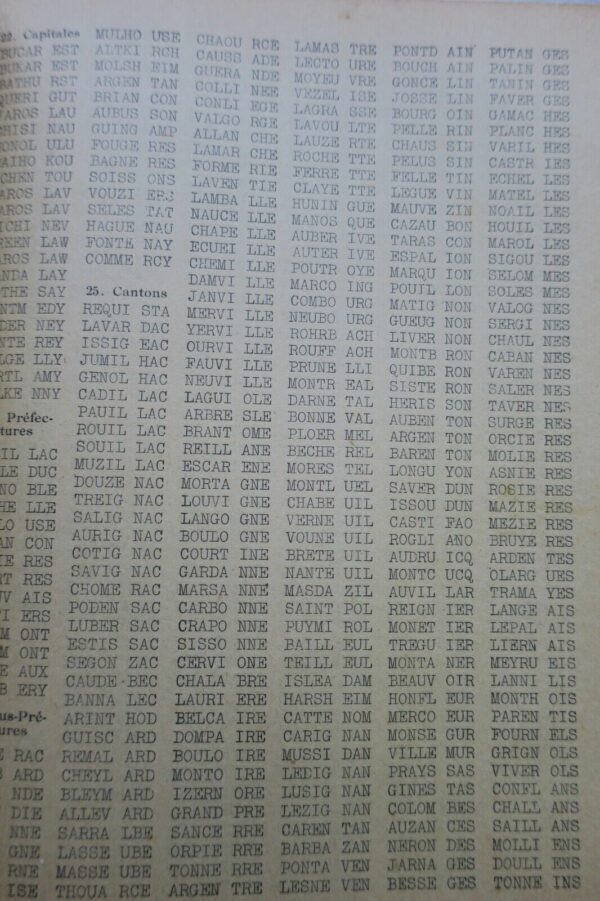 22. Capitales
BUCAR EST
BUKAR EST
BATHU RST
QUERI GUT
VAROS LAU
HISI NAU
ONOL ULU
AIHO KOU
CHEN TOU
AROS LAV
AROS LAV
ICHI NEV
REEN LAW
AROS LAW
ANDA LAY
THE SAY
NTM EDY
DER NEY
NTE REY
LGE LLY
RTL AMY
LKE NNY
Préfec-
tures
IL LAC
LE DUC
NO BLE
HE LLE
LO USE
AN CON
IE RES
RT RES
UV AIS
TI ERS
M ONT
M ONT
E AUX
B ERY
us-Pré-
ures
E RAC
ARD
NDE
DIE
NNE
GNE
RNE
ISE
MULHO USE
ALTKI RCH
MOLSH EIM
ARGEN TAN
BRIAN CON
AUBUS SON
GUING AMP
FOUGE RES
BAGNE RES
SOISS ONS
VOUZI ERS
SELES TAT
HAGUE NAU
FONTE NAY
COMME RCY
25. Cantons
REQUI STA
LAVAR DAC
ISSIG EAC
JUMIL HAC
GENOL HAC
CADIL LAC
PAUIL LAC
ROUIL LAC
SOUIL LAC
MUZIL LAC
DOUZE NAC
TREIG NAC
SALIG NAC
AURIG NAC
COTIG NAC
SAVIG NAC
CHOME RAC
PODEN SAC
LUBER SAC
ESTIS SAC
SEGON ZAC
CAUDE BEC
BANNA LEC
ARINT HOD
GUISC ARD
REMAL ARD
CHEYL ARD
BLEYM ARD
ALLEV ARD
SARRA LBE
LASSE UBE
MASSE UBE
THOUA RCE
CHAOU RCE
CAUSS ADE
GUERA NDE
COLLI NEE
CONLI EGE
VALGO RGE
ALLAN CHE
LAMAR CHE
FORME RIE
LAVEN TIE
LAMBA LLE
NAUCE LLE
CHAPE LLE
ECUEI LLE
CHEMI LLE
DAMVI LLE
JANVI LLE
MERVI LLE
YERVI LLE
OURVI LLE
FAUVI LLE
NEUVI LLE
LAGUI OLE
ARBRE SLE
BRANT OME
REILL ANE
ESCAR ENE
MORTA GNE
LOUVI GNE
LANGO GNE
BOULO GNE
COURT INE
GARDA NNE
MARSA NNE
CARBO NNE
CRAPO NNE
SISSO NNE
CERVI ONE
CHALA BRE
LAURI ERE
BELCA IRE
DOMPA IRE
BOULO IRE
MONTO IRE
IZERN ORE
GRAND PRE
SANCE RRE
ORPIE RRE
TONNE RRE
ARGEN TRE
LAMAS TRE
LECTO URE
MOYEU VRE
VEZEL ISE
LAGRA SSE
LAVOU LTE
LAUZE RTE
ROCHE TTE
FERRE TTE
CLAYE TTE
HUNIN GUE
MANOS QUE
AUBER IVE
AUTER IVE
POUTR OYE
MARCO ING
COMBO URG
NEUBO URG
ROHRB ACH
ROUFF ACH
PRUNE LLI
MONTR EAL
DARNE TAL
BONNE VAL
PLOER MEL
BECHE REL
MORES TEL
MONTL UEL
CHABE UIL
VERNE UIL
VOUNE UIL
BRETE UIL
NANTE UIL
MASDA ZIL
SAINT POL
PUYMI ROL
BAILL EUL
TEILL EUL
ISLEA DAM
HARSH EIM
CATTE NOM
CARIG NAN
MUSSI DAN
LEDIG NAN
LUSIG NAN
LEZIG NAN
CAREN TAN
BARBA ZAN
PONTA VEN
LESNE VEN
PONTD AIN
BOUCH AIN
GONCE LIN
JOSSE LIN
BOURG OIN
PELLE RIN
CHAUS SIN
PELUS SIN
FELLE TIN
LEGUE VIN
MAUVE ZIN
CAZAU BON
TARAS CON
ESPAL ION
MARQU ION
POUIL LON
MATIG NON
GUEUG NON
LIVER NON
MONTB RON
QUIBE RON
SISTE RON
HERIS SON
AUBEN TON
ARGEN TON
BAREN TON
LONGU YON
SAVER DUN
ISSOU DUN
CASTI FAO
ROGLI ANO
AUDRU ICQ
MONTC UCQ
AUVIL LAR
REIGN IER
MONET IER
TREGU IER
MONTA NER
BEAUV OIR
HONFL EUR
MERCO EUR
MONSE GUR
VILLE MUR
PRAYS SAS
GINES TAS
COLOM BES
AUZAN CES
NERON DES
JARNA GES
BESSE GES
PUTAN GES
PALIN GES
TANIN GES
FAVER GES
GAMAC HES
PLANC HES
VARIL HES
CASTR IES
ECHEL LES
MATEL LES
NOAIL LES
HOUIL LES
MAROL LES
SIGOU LES
SELOM MES
SOLES MES
VALOG NES
SERGI NES
CHAUL NES
CABAN NES
VAREN NES
SALER NES
TAVER NES
SURGE RES
ORCIE RES
MOLIE RES
ASNIE RES
ROSIE RES
MAZIE RES
MEZIE RES
BRUYE RES
ARDEN TES
OLARG UES
TRAMA YES
LANGE AIS
LEPAL AIS
LIERN AIS
MEYRU EIS
LANNI LIS
MONTH OIS
PAREN TIS
FOURN ELS
GRIGN OLS
VIVER OLS
CONFL ANS
CHALL ANS
SAILL ANS
MOLLI ENS
DOULL ENS
TONNE INS